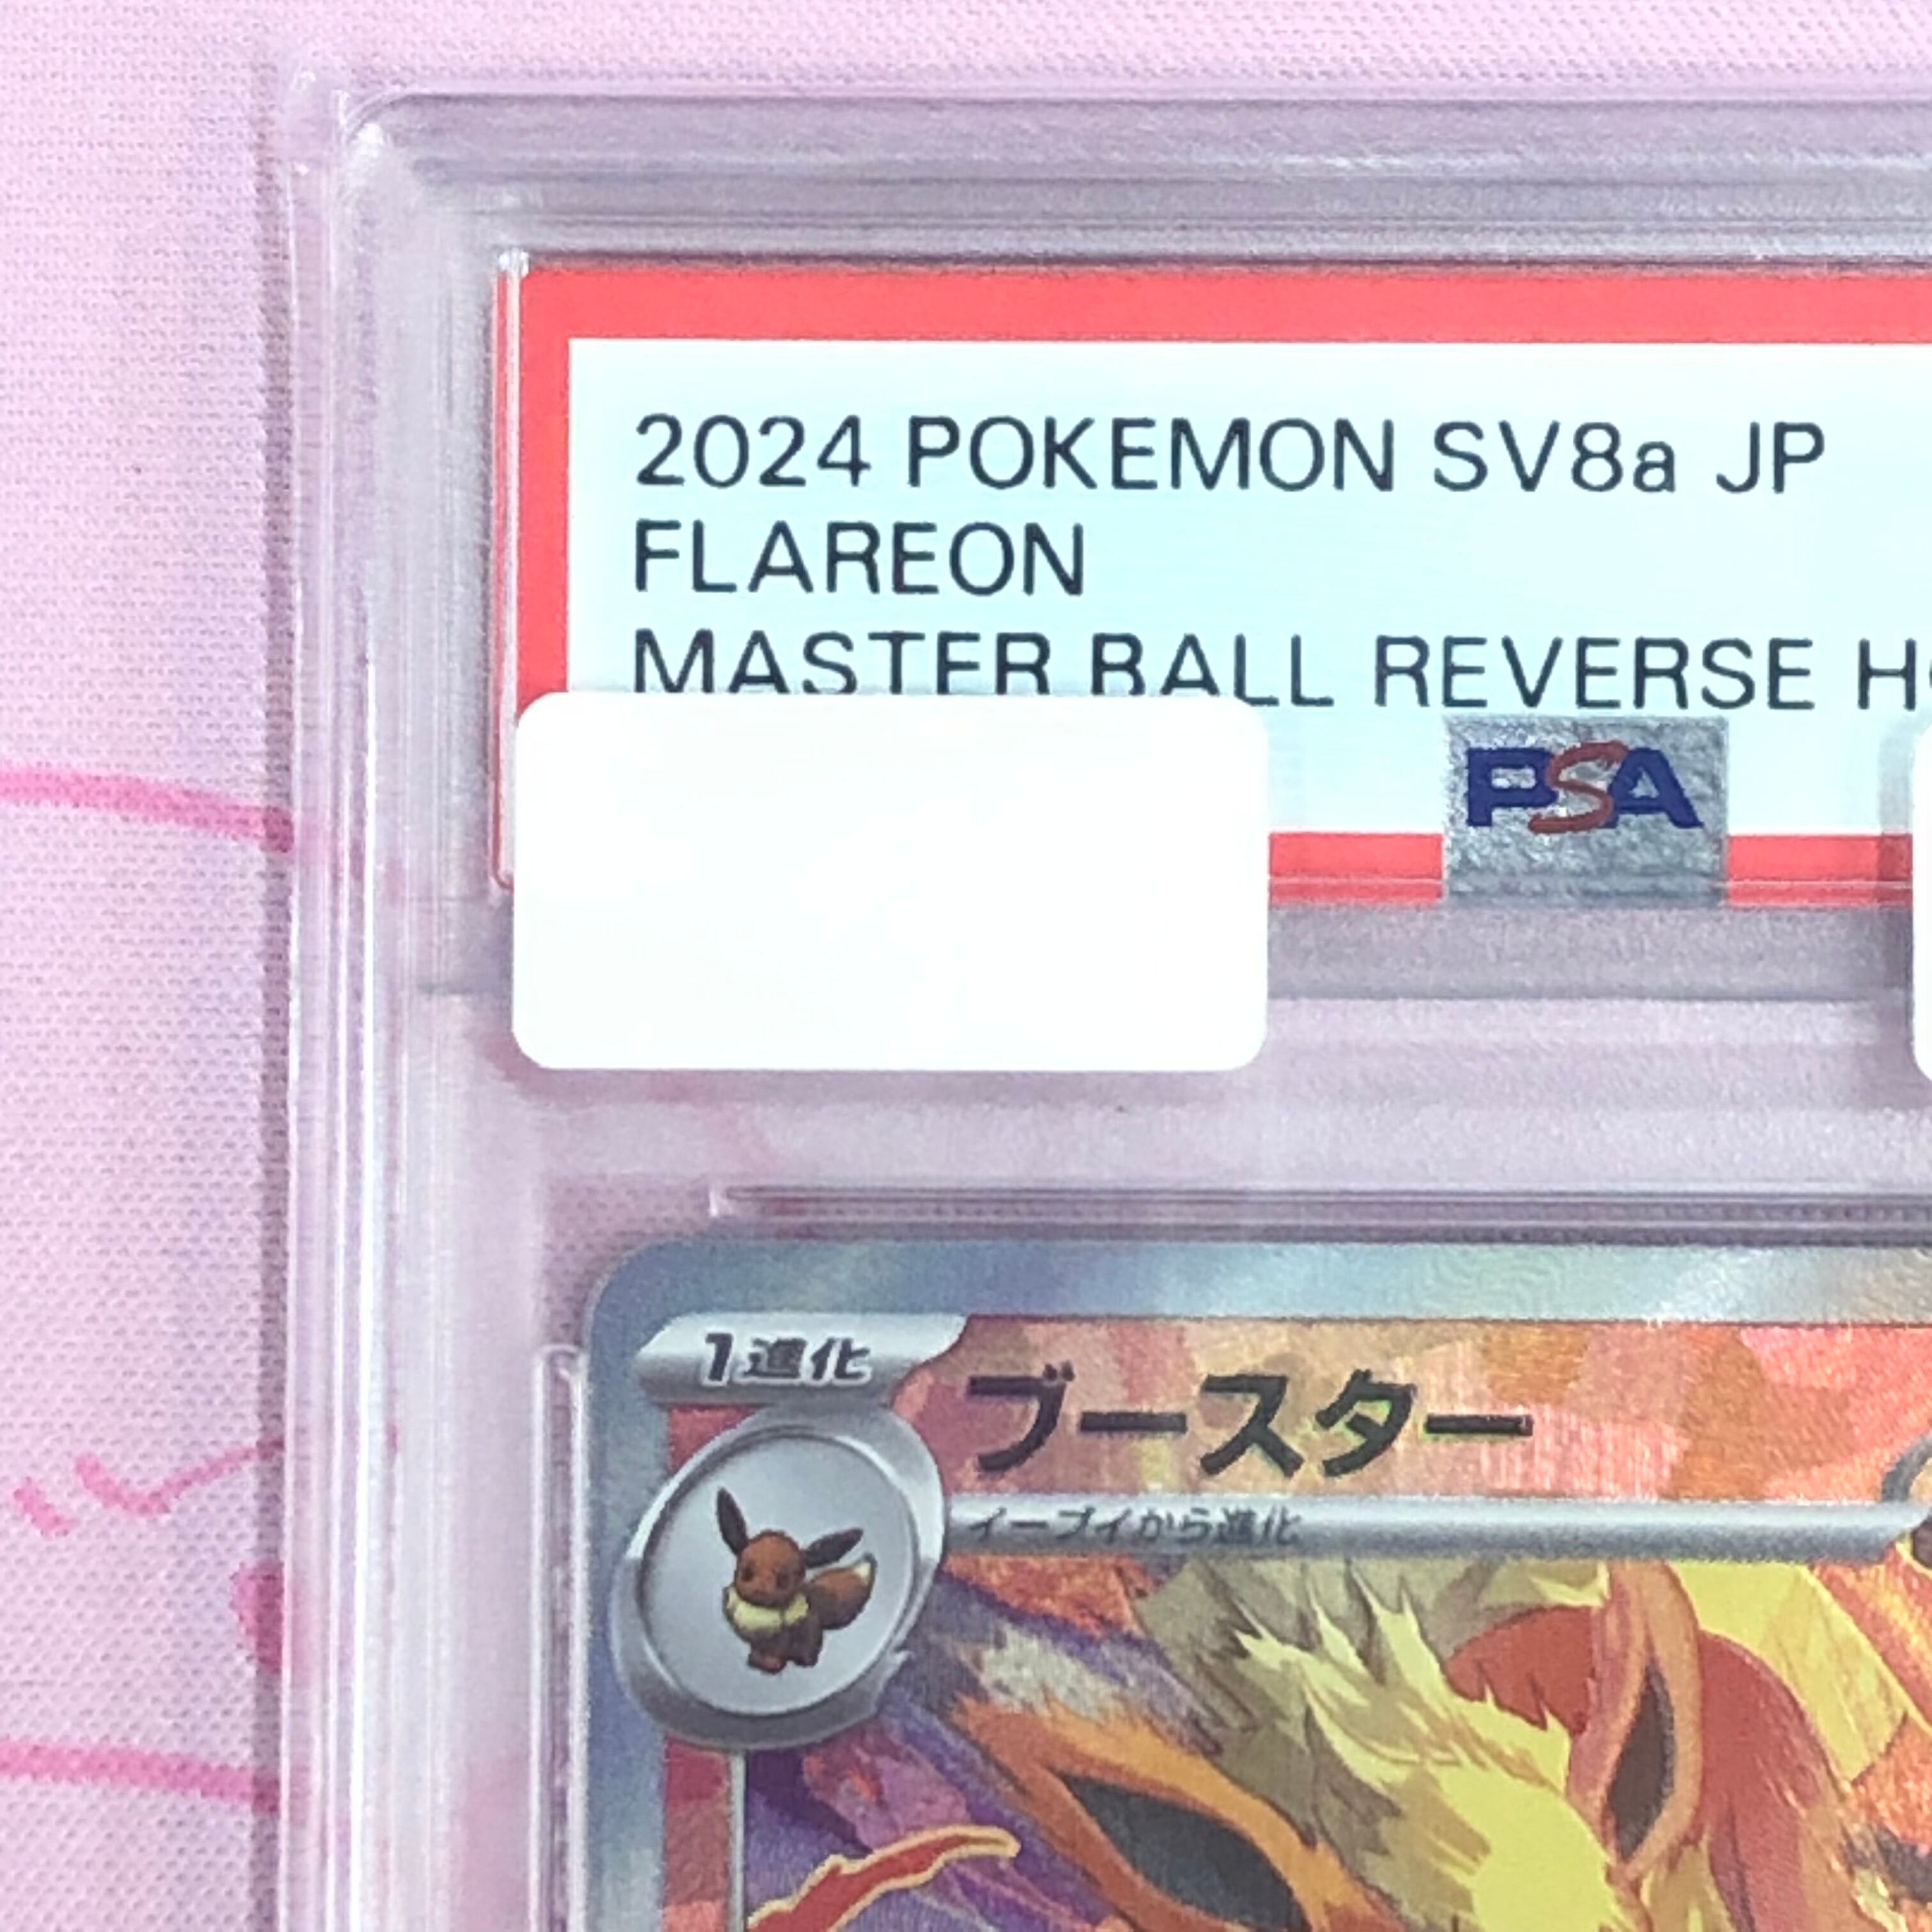 2024 POKEMON SV8a JP
FLAREON
MASTER BALL REVERSE
PSA
1進化
ブースター
イーブイから進化